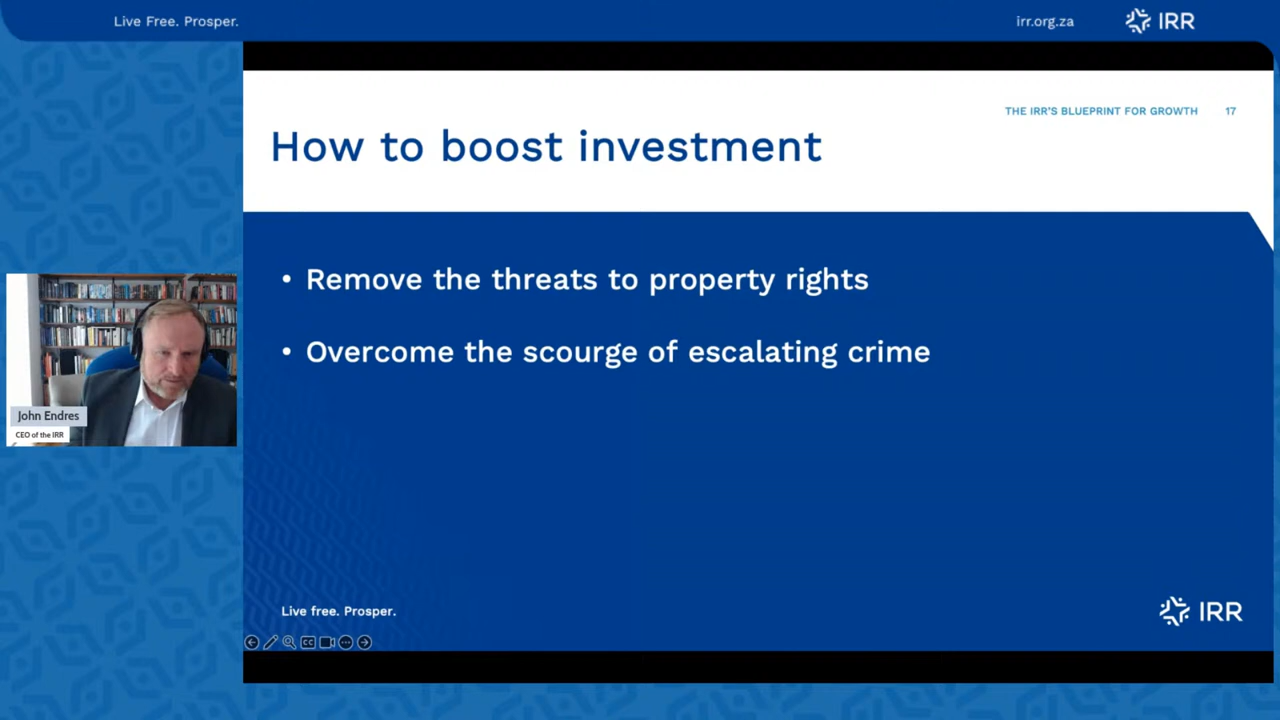 Live Free. Prosper.
irr.org.za
IRR
THE IRR'S BLUEPRINT FOR GROWTH
17
How to boost investment
• Remove the threats to property rights
• Overcome the scourge of escalating crime
John Endres
CEO of the IRR
Live free. Prosper.
IRR
CC